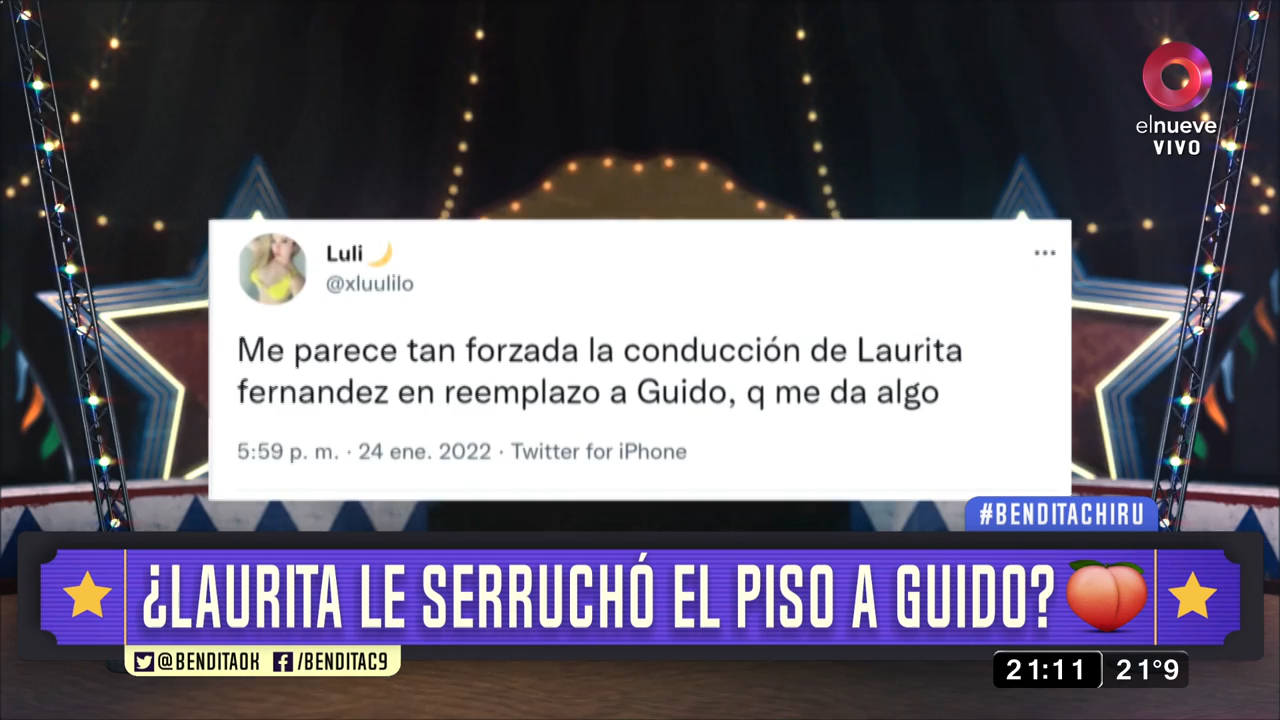 elnueve
VIVO
Luli
@xluulilo
Me parece tan forzada la conducción de Laurita
fernandez en reemplazo a Guido, q me da algo
5:59 p. m. · 24 ene. 2022 · Twitter for iPhone
#BENDITACHIRU
¿LAURITA LE SERRUCHÓ EL PISO A GUIDO?
@BENDITAOK /BENDITAC9
21:11 21°9